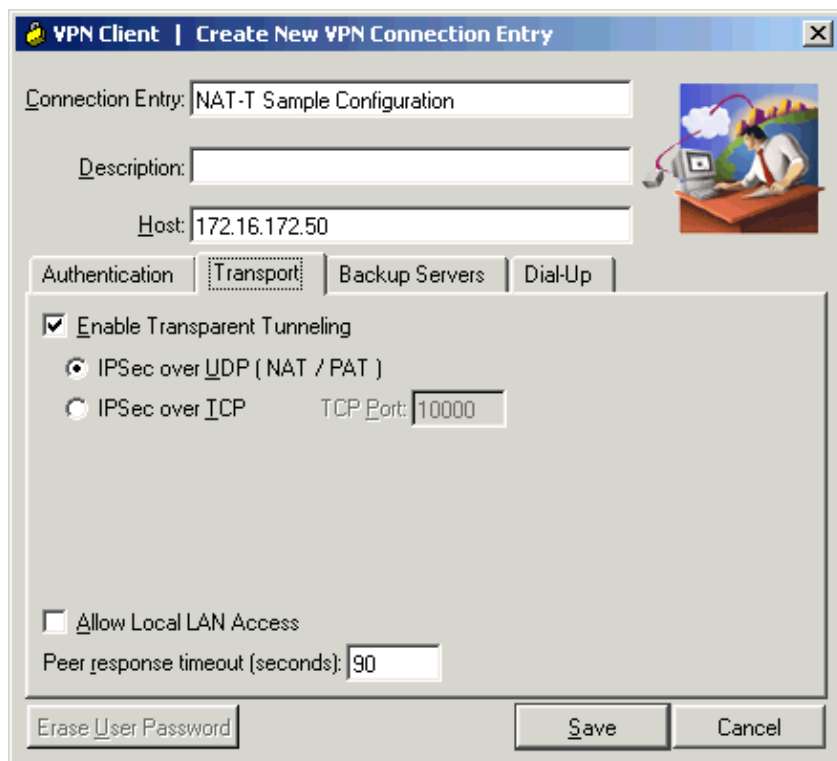 VPN Client | Create New VPN Connection Entry
Connection Entry: NAT-T Sample Configuration
Description:
Host: 172.16.172.50
Authentication Transport Backup Servers Dial-Up
Enable Transparent Tunneling
IPSec over UDP ( NAT / PAT )
IPSec over TCP TCP Port: 10000
Allow Local LAN Access
Peer response timeout (seconds): 90
Erase User Password Save Cancel